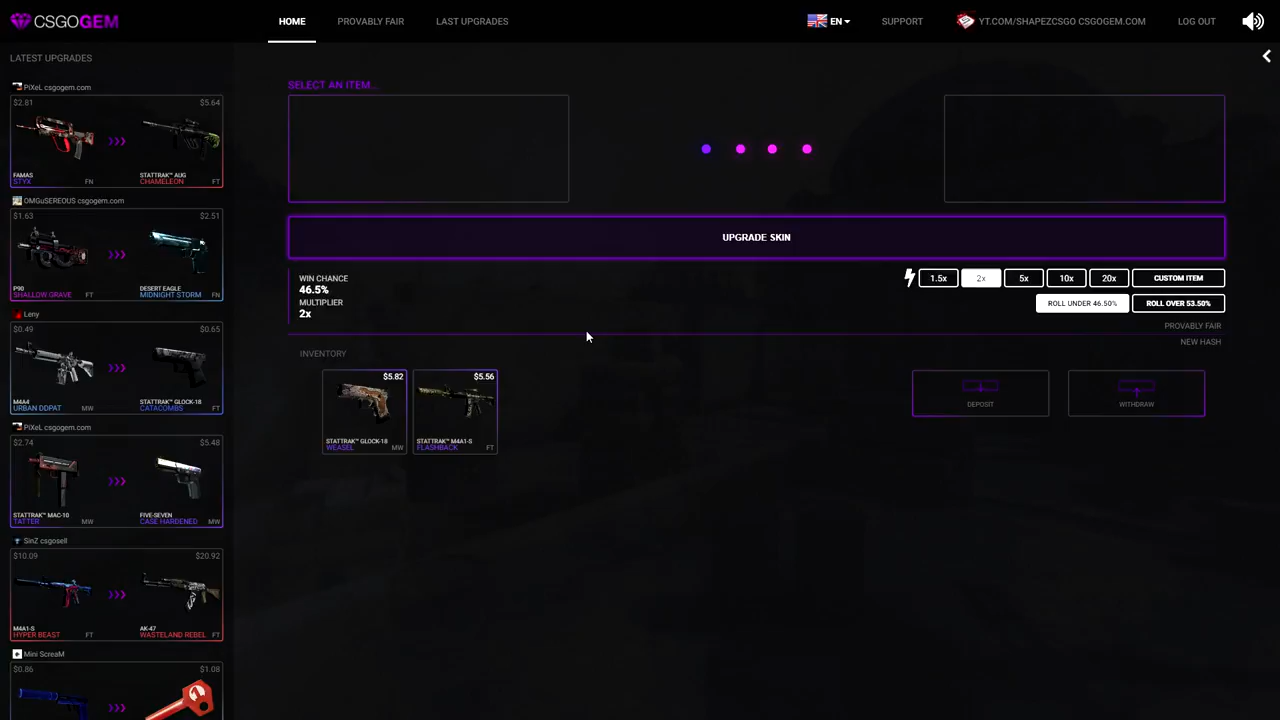 CSGOGEM
HOME
PROVABLY FAIR
LAST UPGRADES
EN
SUPPORT
YT.COM/SHAPEZCSGO CSGOGEM.COM
LOG OUT
LATEST UPGRADES
PiXeL csgogem.com
$2.81
$5.64
FAMAS
STYX
FN
STATTRAK™ AUG
CHAMELEON
FT
OMGuSEREOUS csgogem.com
$1.63
$2.51
P90
SHALLOW GRAVE
FT
DESERT EAGLE
MIDNIGHT STORM
FN
Leny
$0.49
$0.65
M4A4
URBAN DDPAT
MW
STATTRAK™ GLOCK-18
CATACOMBS
FT
PiXeL csgogem.com
$2.74
$5.48
STATTRAK™ MAC-10
TATTER
MW
FIVE-SEVEN
CASE HARDENED
MW
SinZ csgosell
$10.09
$20.92
M4A1-S
HYPER BEAST
FT
AK-47
WASTELAND REBEL
FT
Mini ScreaM
$0.86
$1.08
SELECT AN ITEM...
UPGRADE SKIN
WIN CHANCE
46.5%
MULTIPLIER
2x
1.5x
2x
5x
10x
20x
CUSTOM ITEM
ROLL UNDER 46.50%
ROLL OVER 53.50%
PROVABLY FAIR
NEW HASH
INVENTORY
$5.82
STATTRAK™ GLOCK-18
WEASEL
MW
$5.56
STATTRAK™ M4A1-S
FLASHBACK
FT
DEPOSIT
WITHDRAW